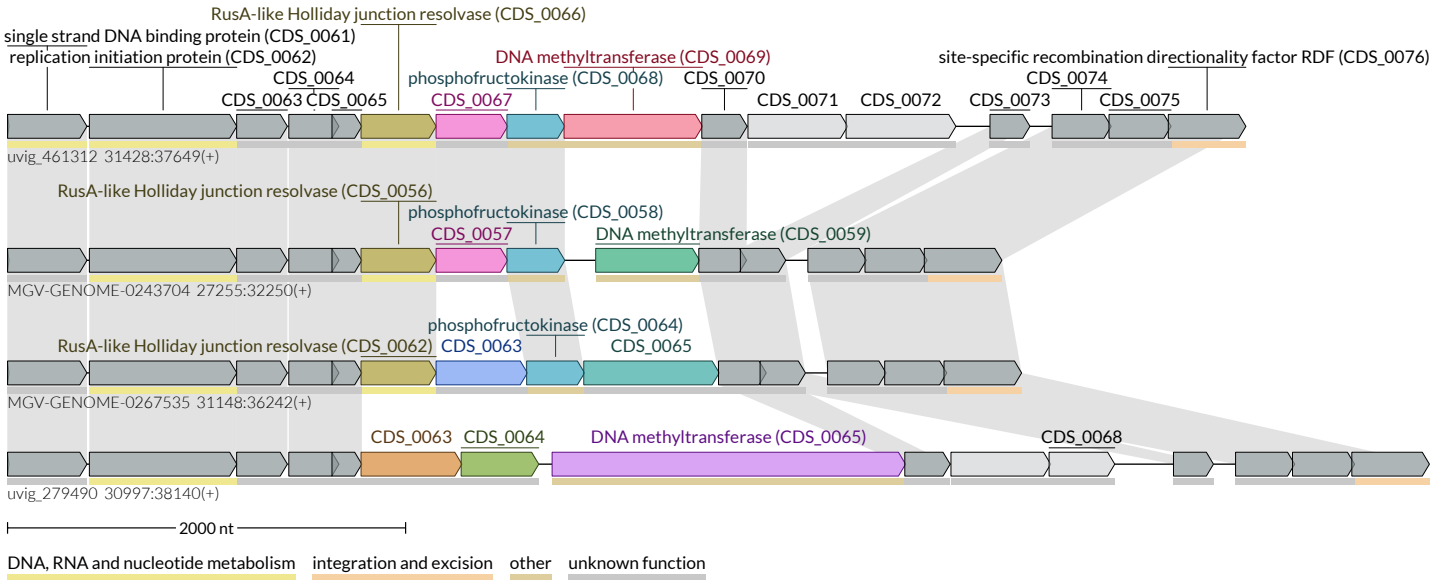 RusA-like Holliday junction resolvase (CDS_0066)
single strand DNA binding protein (CDS_0061)
replication initiation protein (CDS_0062) DNA methyltransferase (CDS_0069) site-specific recombination directionality factor RDF (CDS_0076)
CDS_0064 phosphofructokinase (CDS_0068) CDS_0070 CDS_0074
CDS_0063 CDS_0065 CDS_0067 CDS_0071 CDS_0072 CDS_0073 CDS_0075
uvig_461312 31428:37649(+)
RusA-like Holliday junction resolvase (CDS_0056)
phosphofructokinase (CDS_0058)
CDS_0057 DNA methyltransferase (CDS_0059)
MGV-GENOME-0243704 27255:32250(+)
phosphofructokinase (CDS_0064)
RusA-like Holliday junction resolvase (CDS_0062) CDS_0063 CDS_0065
MGV-GENOME-0267535 31148:36242(+)
CDS_0063 CDS_0064 DNA methyltransferase (CDS_0065) CDS_0068
uvig_279490 30997:38140(+)
2000 nt
DNA, RNA and nucleotide metabolism integration and excision other unknown function